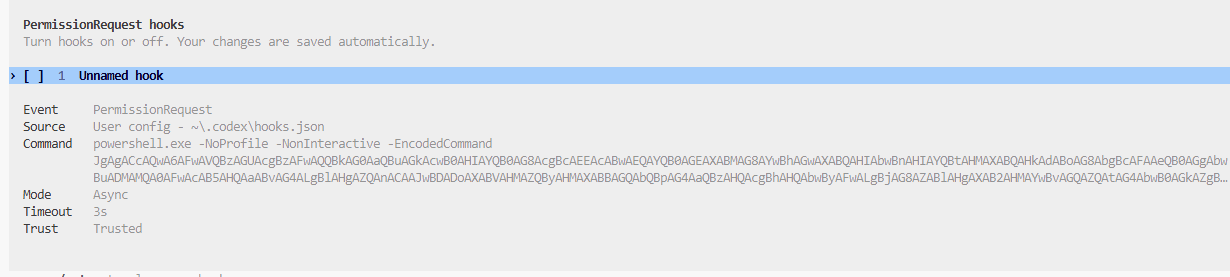 PermissionRequest hooks
Turn hooks on or off. Your changes are saved automatically.
› [ ] 1 Unnamed hook
Event PermissionRequest
Source User config - ~\.codex\hooks.json
Command powershell.exe -NoProfile -NonInteractive -EncodedCommand
JgAgACcAQwA6AFwAVQBzAGUAcgBzAFwAQQBkAG0AaQBuAGkAcwB0AHIAYQB0AG8AcgBcAEEAcABwAEQAYQB0AGEAXABMAG8AYwBhAGwAXABQAHIAbwBnAHIAYQBtAHMAXABQAHkAdABoAG8AbgBcAFAAeQB0AGgAbw
BuADMAMQA0AFwAcAB5AHQAaABvAG4ALgBlAHgAZQAnACAAJwBDADoAXABVAHMAZQByAHMAXABBAGQAbQBpAG4AaQBzAHQAcgBhAHQAbwByAFwALgBjAG8AZABlAHgAXAB2AHMAYwBvAGQAZQAtAG4AbwB0AGkAZgB…
Mode Async
Timeout 3s
Trust Trusted